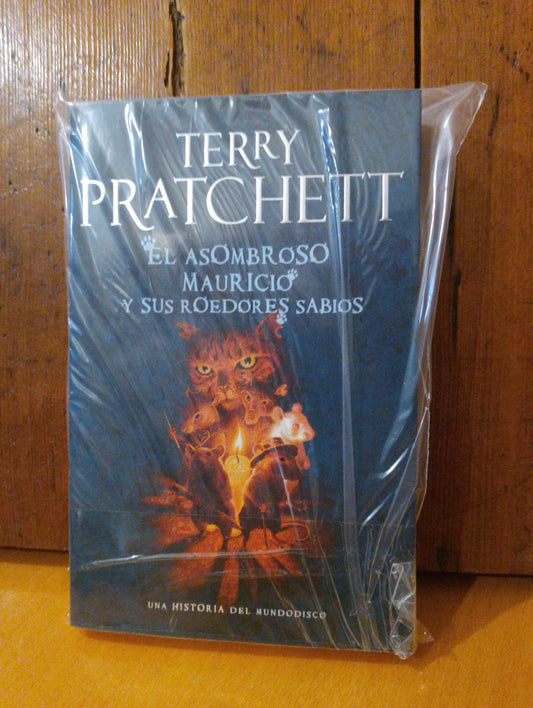 TERRY
PRATCHETT
EL ASOMBROSO
MAURICIO
Y SUS ROEDORES SABIOS
UNA HISTORIA DEL MUNDODISCO